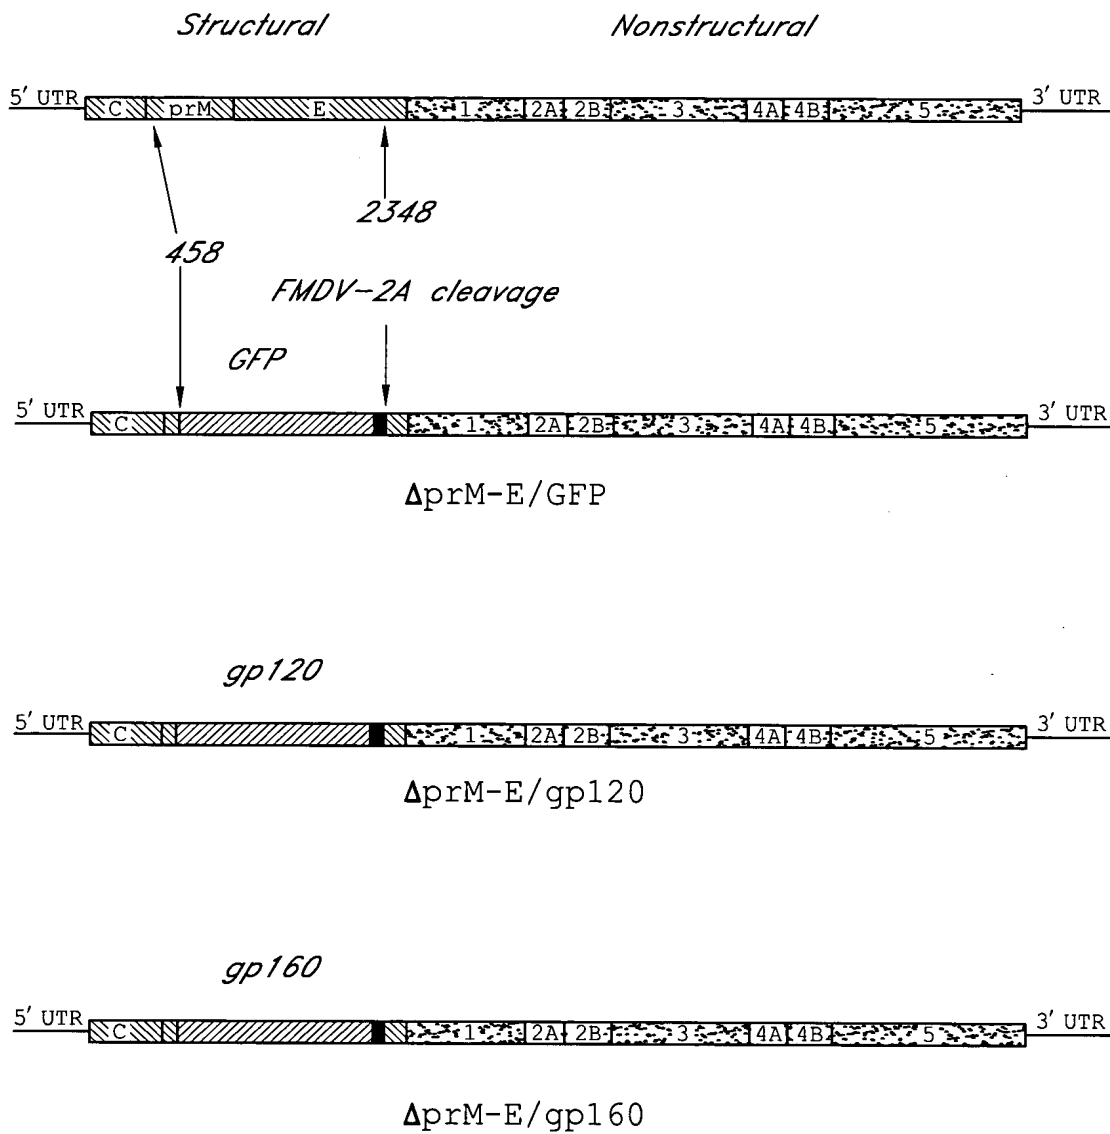 Structural Nonstructural
5′ UTR C prM E 1 2A 2B 3 4A 4B 5 3′ UTR
2348
458
FMDV-2A cleavage
GFP
5′ UTR C 1 2A 2B 3 4A 4B 5 3′ UTR
ΔprM-E/GFP
gp120
5′ UTR C 1 2A 2B 3 4A 4B 5 3′ UTR
ΔprM-E/gp120
gp160
5′ UTR C 1 2A 2B 3 4A 4B 5 3′ UTR
ΔprM-E/gp160